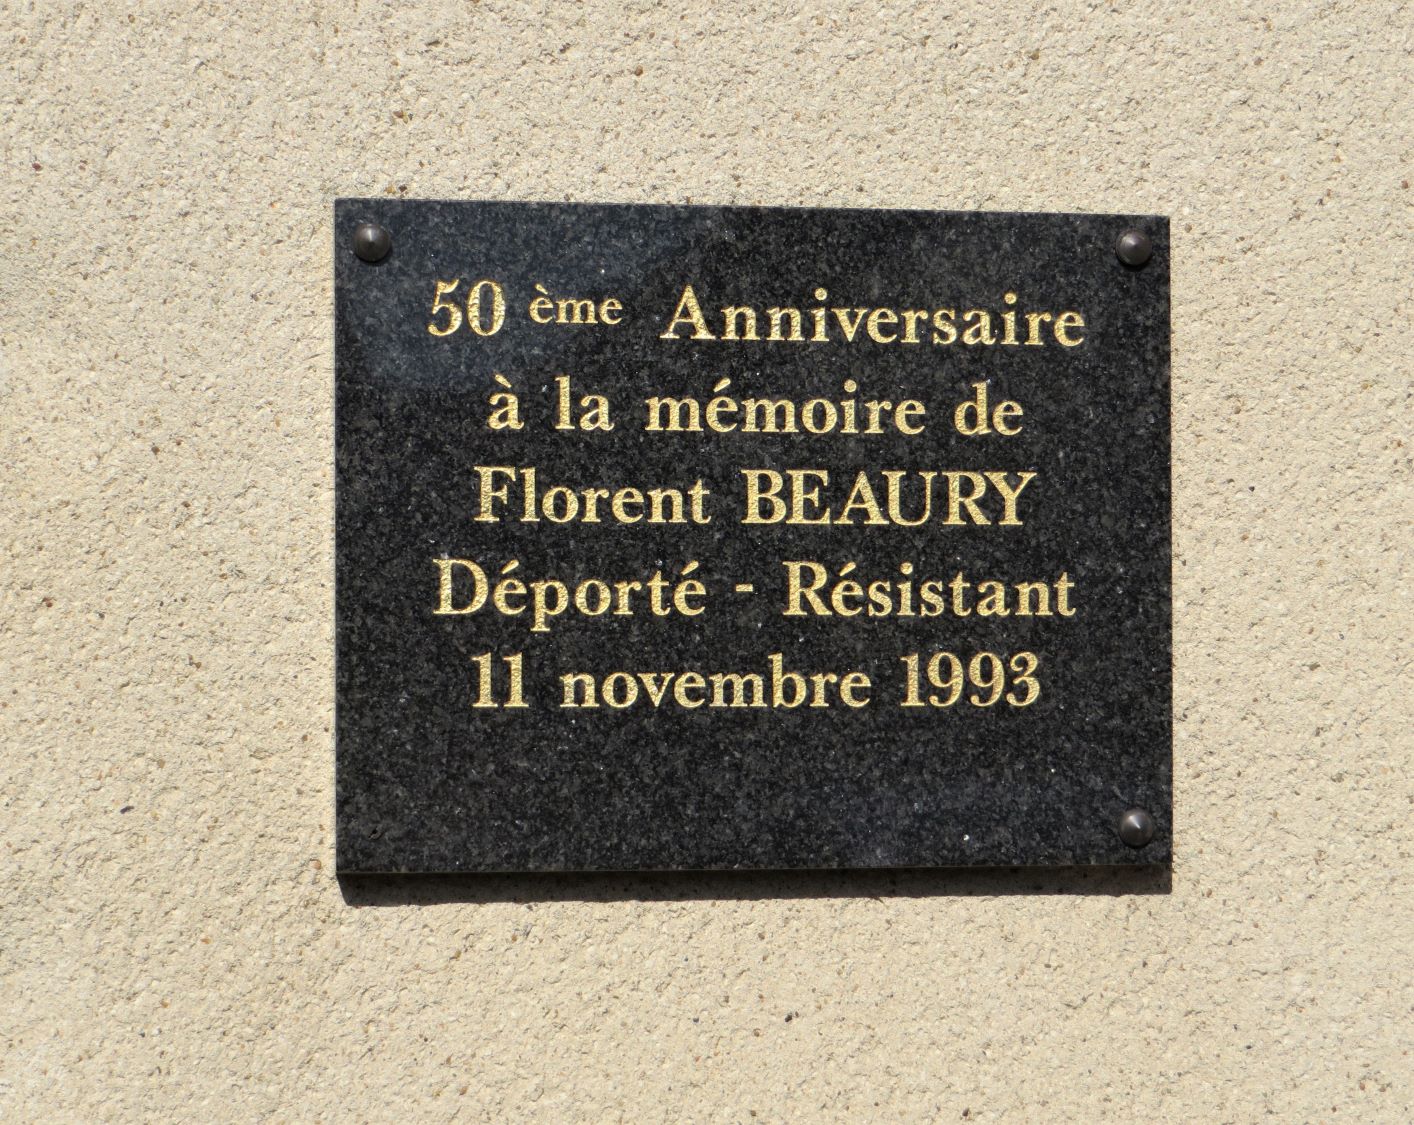 50 ème Anniversaire
à la mémoire de
Florent BEAURY
Déporté - Résistant
11 novembre 1993